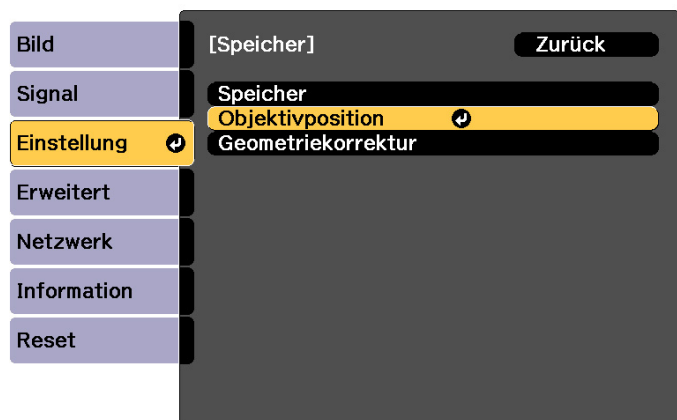 Bild
Signal
Einstellung
Erweitert
Netzwerk
Information
Reset
[Speicher] Zurück
Speicher
Objektivposition
Geometriekorrektur